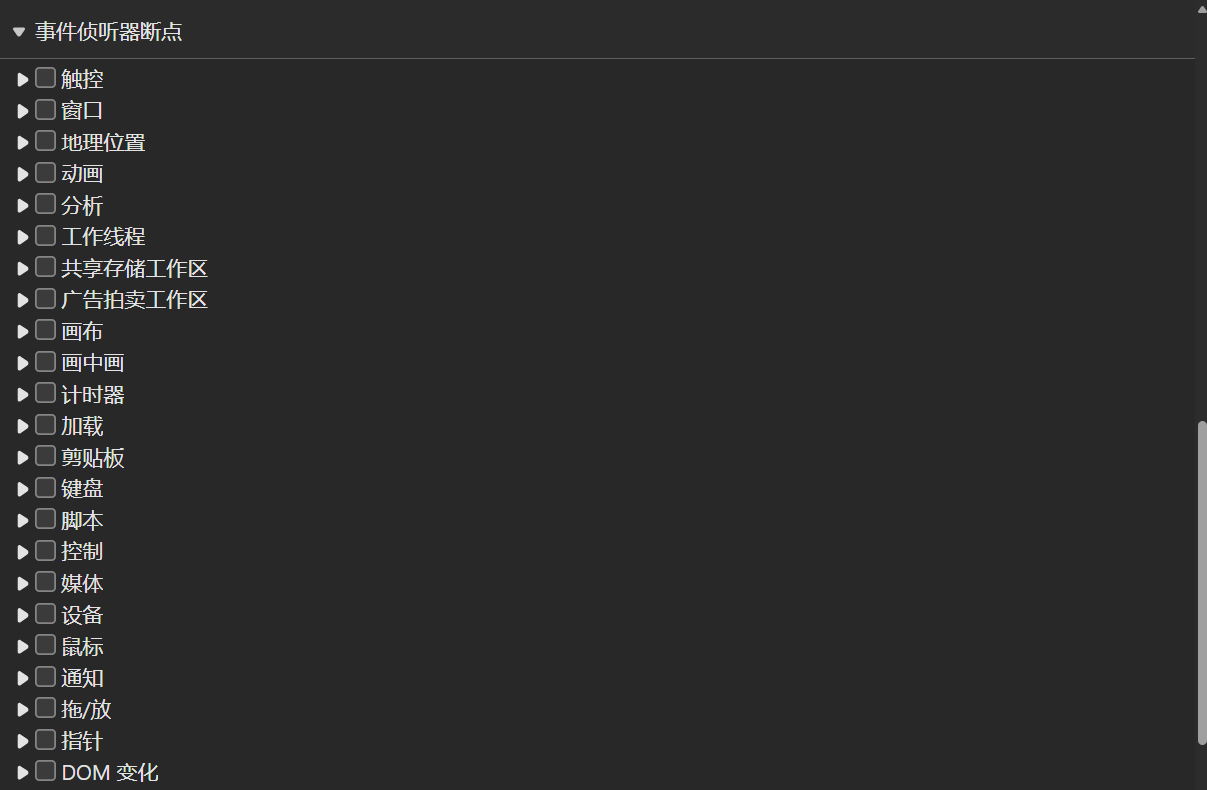 事件侦听器断点
触控
窗口
地理位置
动画
分析
工作线程
共享存储工作区
广告拍卖工作区
画布
画中画
计时器
加载
剪贴板
键盘
脚本
控制
媒体
设备
鼠标
通知
拖/放
指针
DOM 变化